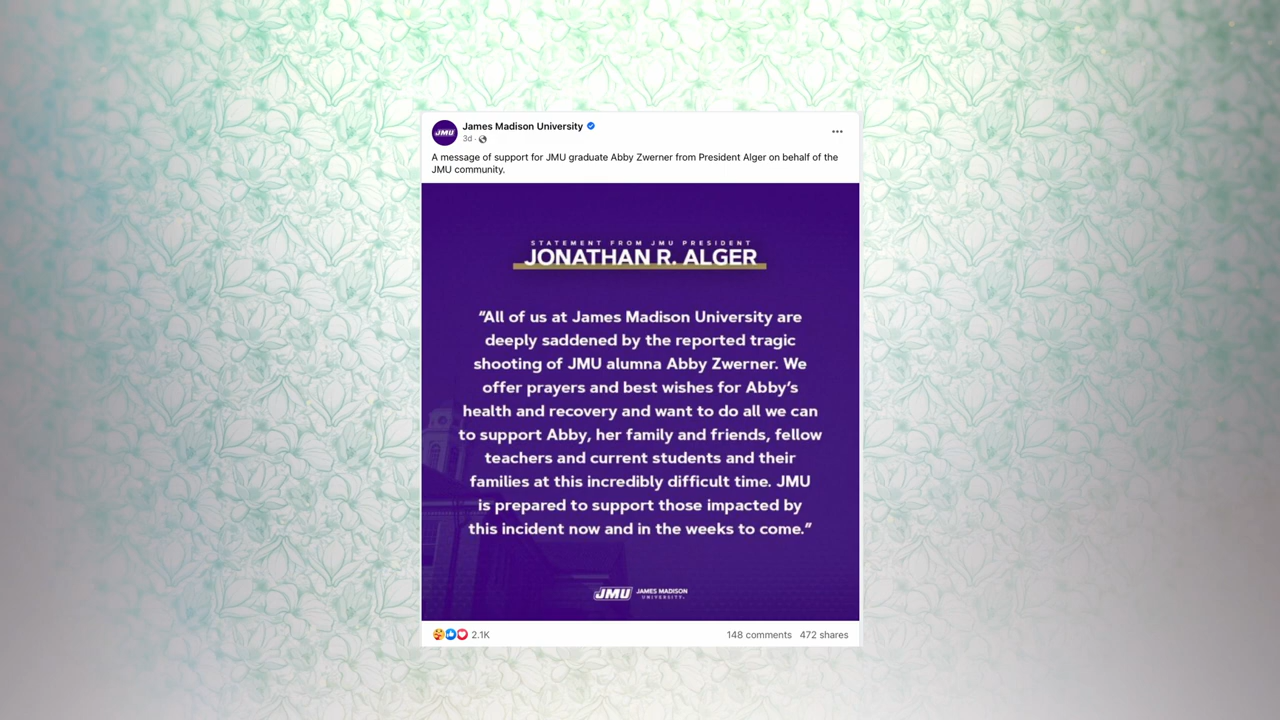 JMU
James Madison University
3d ·
A message of support for JMU graduate Abby Zwerner from President Alger on behalf of the
JMU community.
STATEMENT FROM JMU PRESIDENT
JONATHAN R. ALGER
“All of us at James Madison University are
deeply saddened by the reported tragic
shooting of JMU alumna Abby Zwerner. We
offer prayers and best wishes for Abby’s
health and recovery and want to do all we can
to support Abby, her family and friends, fellow
teachers and current students and their
families at this incredibly difficult time. JMU
is prepared to support those impacted by
this incident now and in the weeks to come.”
JMU JAMES MADISON
UNIVERSITY.
2.1K 148 comments 472 shares